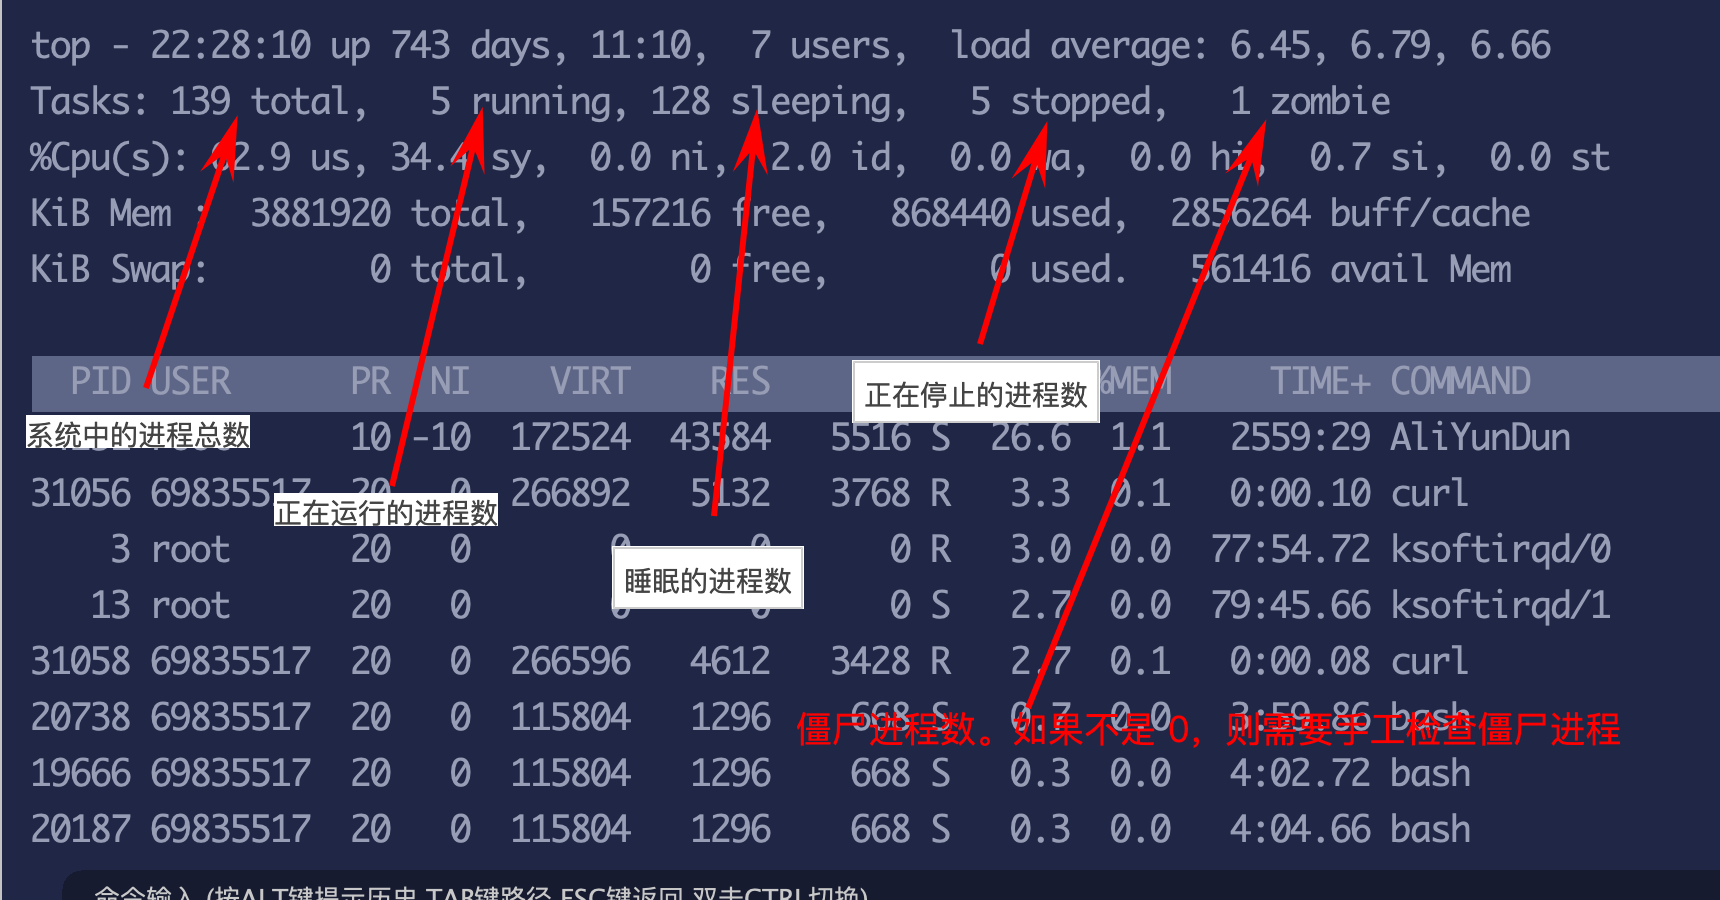 top - 22:28:10 up 743 days, 11:10,  7 users,  load average: 6.45, 6.79, 6.66
Tasks: 139 total,   5 running, 128 sleeping,   5 stopped,   1 zombie
%Cpu(s): 62.9 us, 34.4 sy,  0.0 ni,  2.0 id,  0.0 wa,  0.0 hi,  0.7 si,  0.0 st
KiB Mem :  3881920 total,   157216 free,   868440 used,  2856264 buff/cache
KiB Swap:        0 total,        0 free,        0 used.   561416 avail Mem
PID USER      PR  NI    VIRT    RES %MEM     TIME+ COMMAND
正在停止的进程数
系统中的进程总数
10 -10  172524  43584   5516 S  26.6  1.1   2559:29 AliYunDun
31056 69835517  20   0  266892   5132   3768 R   3.3  0.1   0:00.10 curl
正在运行的进程数
3 root      20   0       0      0      0 R   3.0  0.0  77:54.72 ksoftirqd/0
睡眠的进程数
13 root      20   0       0      0      0 S   2.7  0.0  79:45.66 ksoftirqd/1
31058 69835517  20   0  266596   4612   3428 R   2.7  0.1   0:00.08 curl
20738 69835517  20   0  115804   1296    668 S   0.7  0.0   3:59.86 bash
僵尸进程数。如果不是 0，则需要手工检查僵尸进程
19666 69835517  20   0  115804   1296    668 S   0.3  0.0   4:02.72 bash
20187 69835517  20   0  115804   1296    668 S   0.3  0.0   4:04.66 bash
命令输入 (按ALT键提示历史,TAB键路径,ESC键返回,双击CTRL切换)